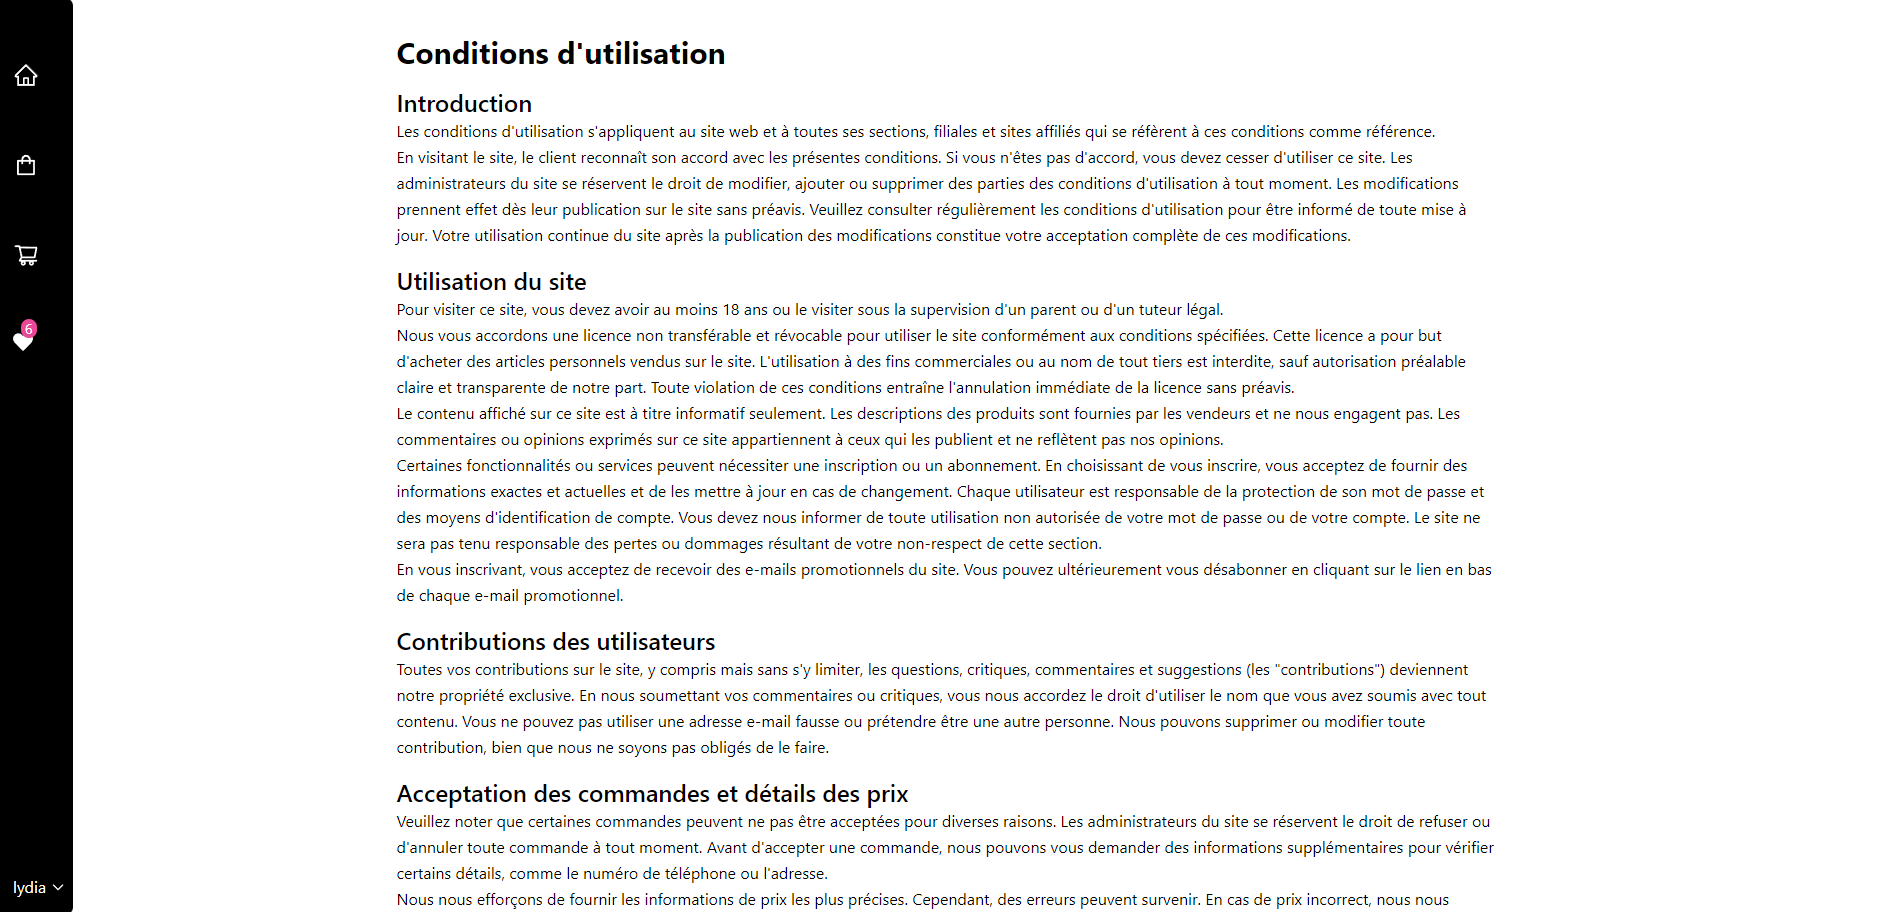 Conditions d'utilisation
Introduction
Les conditions d'utilisation s'appliquent au site web et à toutes ses sections, filiales et sites affiliés qui se réfèrent à ces conditions comme référence.
En visitant le site, le client reconnaît son accord avec les présentes conditions. Si vous n'êtes pas d'accord, vous devez cesser d'utiliser ce site. Les
administrateurs du site se réservent le droit de modifier, ajouter ou supprimer des parties des conditions d'utilisation à tout moment. Les modifications
prennent effet dès leur publication sur le site sans préavis. Veuillez consulter régulièrement les conditions d'utilisation pour être informé de toute mise à
jour. Votre utilisation continue du site après la publication des modifications constitue votre acceptation complète de ces modifications.
Utilisation du site
Pour visiter ce site, vous devez avoir au moins 18 ans ou le visiter sous la supervision d'un parent ou d'un tuteur légal.
Nous vous accordons une licence non transférable et révocable pour utiliser le site conformément aux conditions spécifiées. Cette licence a pour but
d'acheter des articles personnels vendus sur le site. L'utilisation à des fins commerciales ou au nom de tout tiers est interdite, sauf autorisation préalable
claire et transparente de notre part. Toute violation de ces conditions entraîne l'annulation immédiate de la licence sans préavis.
Le contenu affiché sur ce site est à titre informatif seulement. Les descriptions des produits sont fournies par les vendeurs et ne nous engagent pas. Les
commentaires ou opinions exprimés sur ce site appartiennent à ceux qui les publient et ne reflètent pas nos opinions.
Certaines fonctionnalités ou services peuvent nécessiter une inscription ou un abonnement. En choisissant de vous inscrire, vous acceptez de fournir des
informations exactes et actuelles et de les mettre à jour en cas de changement. Chaque utilisateur est responsable de la protection de son mot de passe et
des moyens d'identification de compte. Vous devez nous informer de toute utilisation non autorisée de votre mot de passe ou de votre compte. Le site ne
sera pas tenu responsable des pertes ou dommages résultant de votre non-respect de cette section.
En vous inscrivant, vous acceptez de recevoir des e-mails promotionnels du site. Vous pouvez ultérieurement vous désabonner en cliquant sur le lien en bas
de chaque e-mail promotionnel.
Contributions des utilisateurs
Toutes vos contributions sur le site, y compris mais sans s'y limiter, les questions, critiques, commentaires et suggestions (les "contributions") deviennent
notre propriété exclusive. En nous soumettant vos commentaires ou critiques, vous nous accordez le droit d'utiliser le nom que vous avez soumis avec tout
contenu. Vous ne pouvez pas utiliser une adresse e-mail fausse ou prétendre être une autre personne. Nous pouvons supprimer ou modifier toute
contribution, bien que nous ne soyons pas obligés de le faire.
Acceptation des commandes et détails des prix
Veuillez noter que certaines commandes peuvent ne pas être acceptées pour diverses raisons. Les administrateurs du site se réservent le droit de refuser ou
d'annuler toute commande à tout moment. Avant d'accepter une commande, nous pouvons vous demander des informations supplémentaires pour vérifier
certains détails, comme le numéro de téléphone ou l'adresse.
Nous nous efforçons de fournir les informations de prix les plus précises. Cependant, des erreurs peuvent survenir. En cas de prix incorrect, nous nous
6
lydia